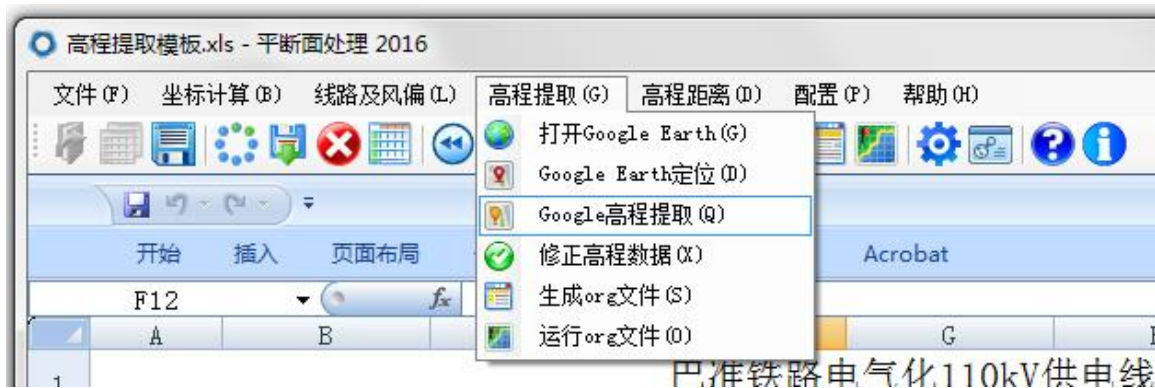 高程提取模板.xls - 平断面处理 2016
文件(F) 坐标计算(B) 线路及风偏(L) 高程提取(G) 高程距离(D) 配置(P) 帮助(H)
打开Google Earth(G)
Google Earth定位(D)
Google高程提取(Q)
修正高程数据(X)
生成org文件(S)
运行org文件(O)
开始 插入 页面布局 Acrobat
F12 fx
A B G
1 巴准铁路电气化110kV供电线